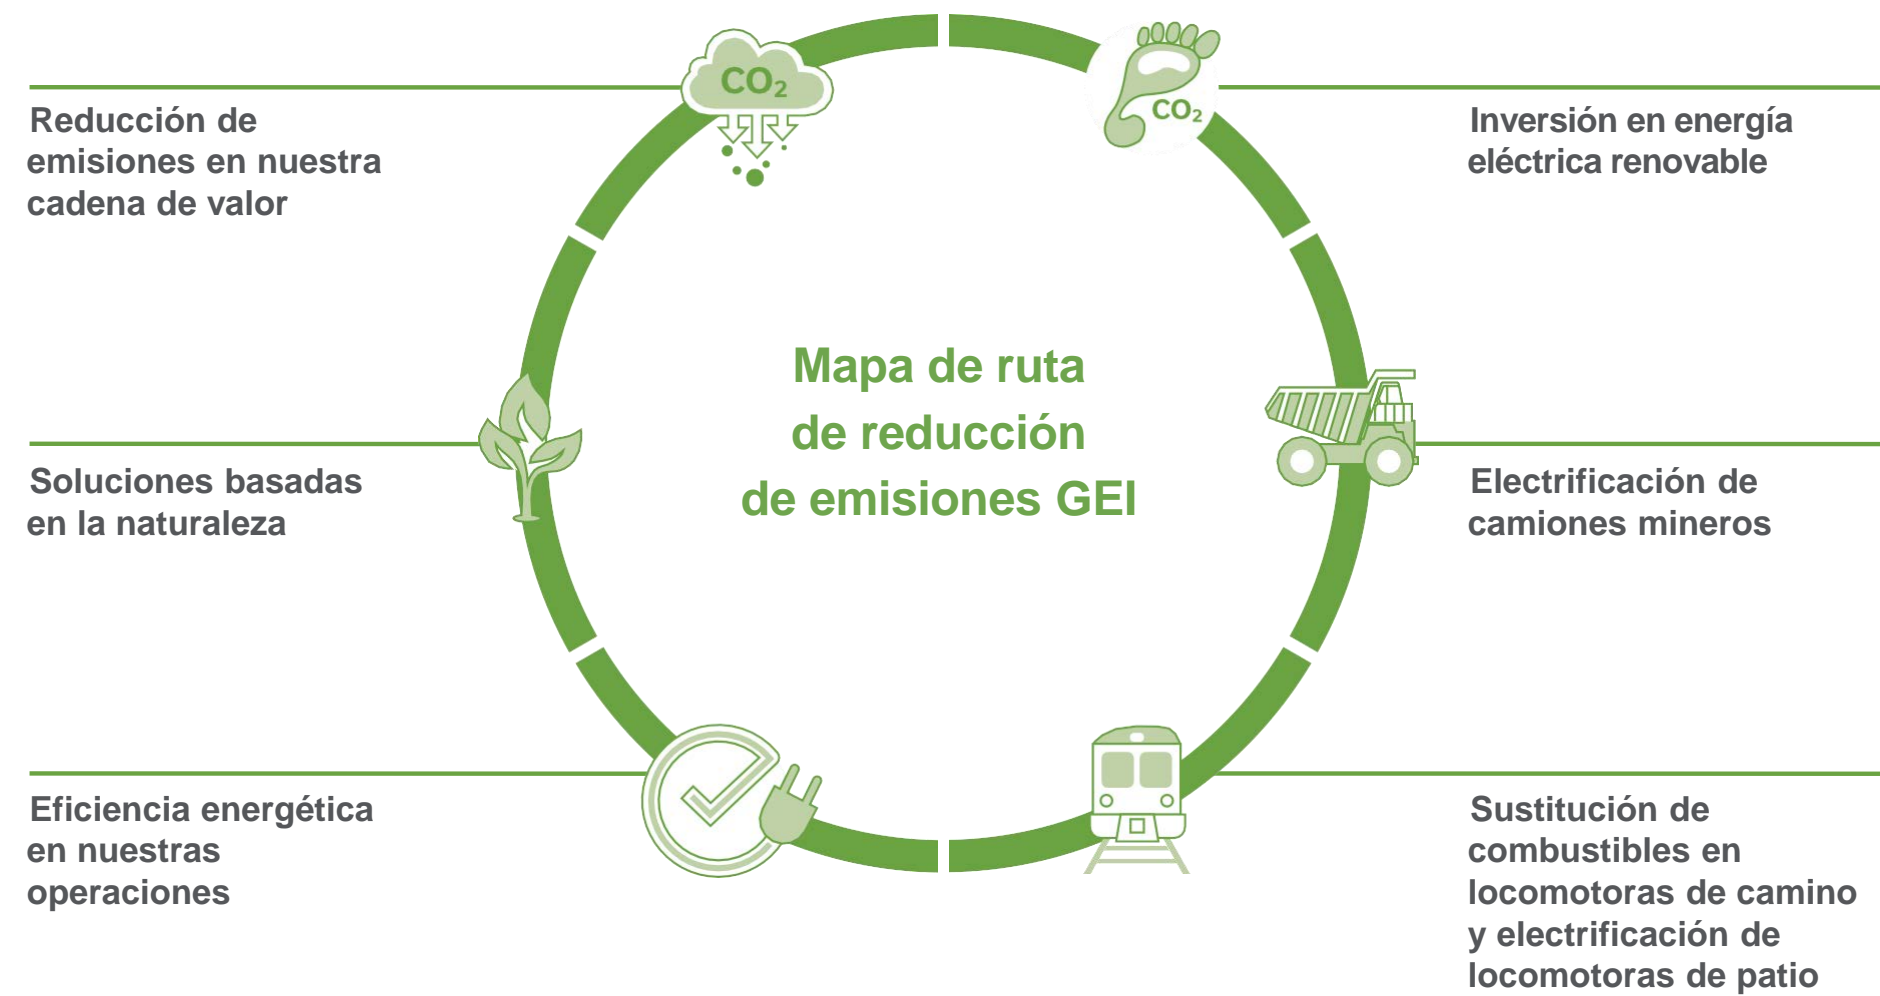 CO₂
CO₂
Reducción de
emisiones en nuestra
cadena de valor
Inversión en energía
eléctrica renovable
Mapa de ruta
de reducción
de emisiones GEI
Soluciones basadas
en la naturaleza
Electrificación de
camiones mineros
Eficiencia energética
en nuestras
operaciones
Sustitución de
combustibles en
locomotoras de camino
y electrificación de
locomotoras de patio